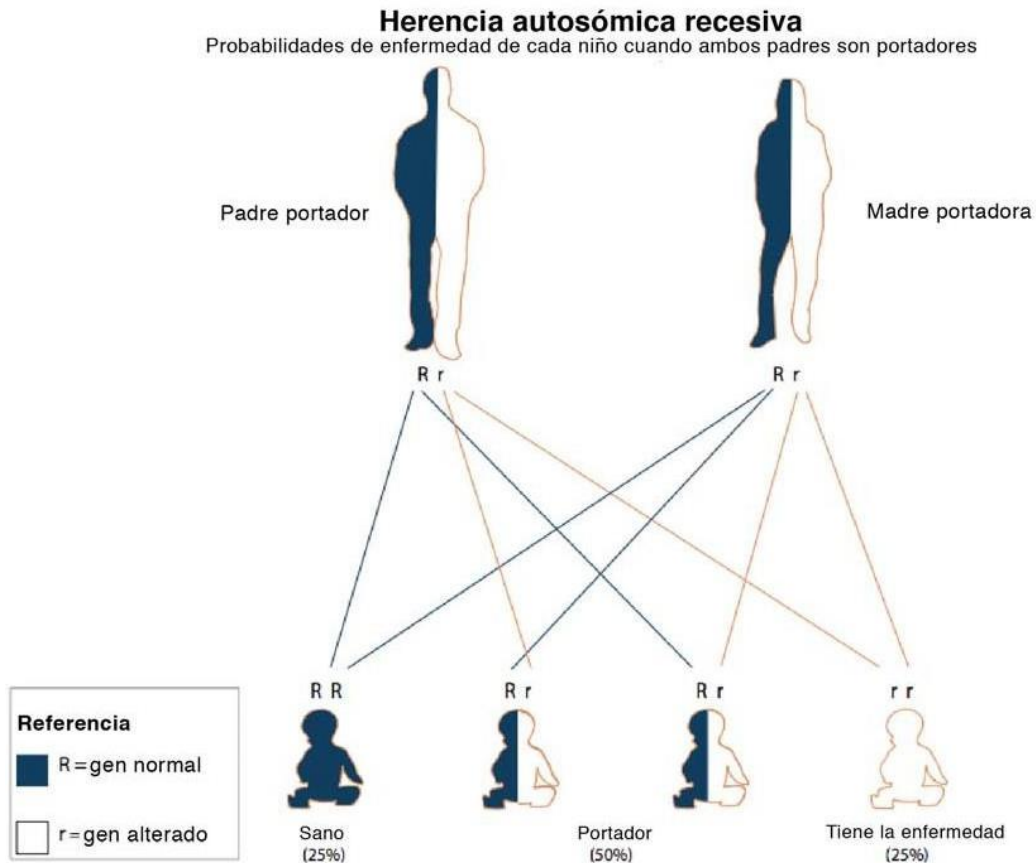 Herencia autosómica recesiva
Probabilidades de enfermedad de cada niño cuando ambos padres son portadores
Padre portador
Madre portadora
R r
R r
R R
R r
R r
r r
Referencia
R=gen normal
r=gen alterado
Sano
(25%)
Portador
(50%)
Tiene la enfermedad
(25%)